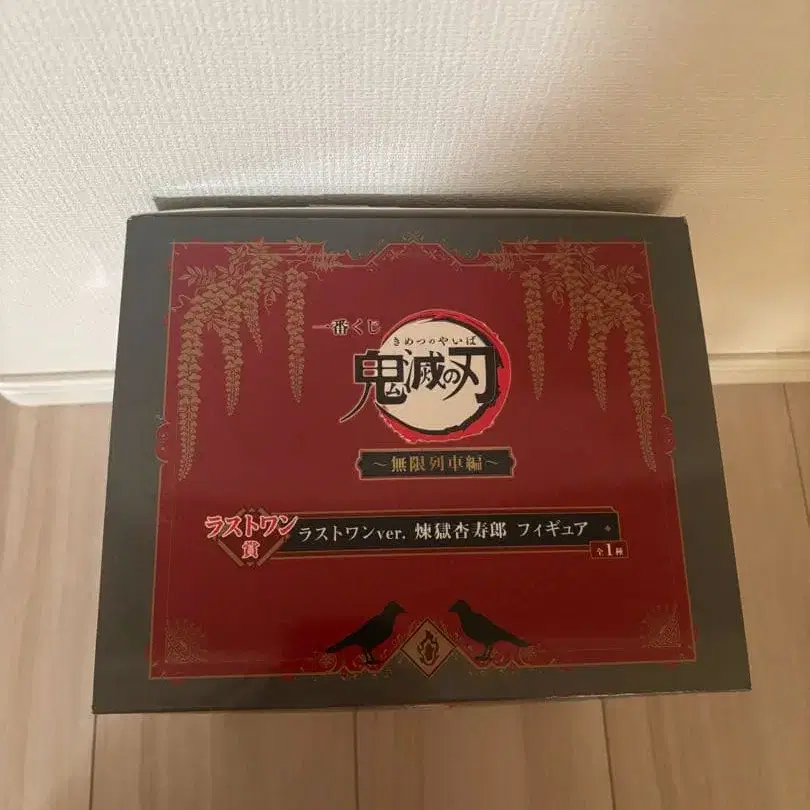 一番くじ
きめつのやいば
鬼滅の刃
~無限列車編~
ラストワン賞
ラストワンver. 煉獄杏寿郎 フィギュア
全1種